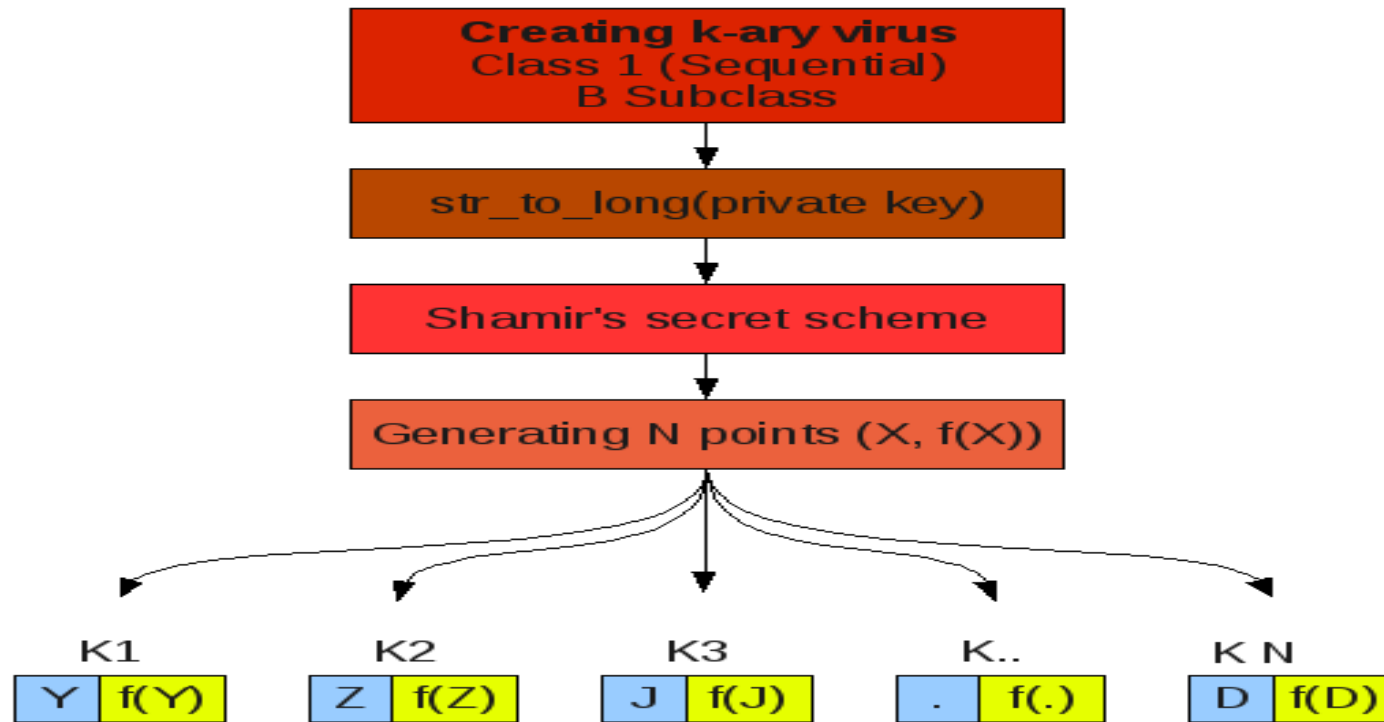 Creating k-ary virus
Class 1 (Sequential)
B Subclass
str_to_long(private key)
Shamir's secret scheme
Generating N points (X, f(X))
K1 K2 K3 K.. K N
Y f(Y) Z f(Z) J f(J) . f(.) D f(D)